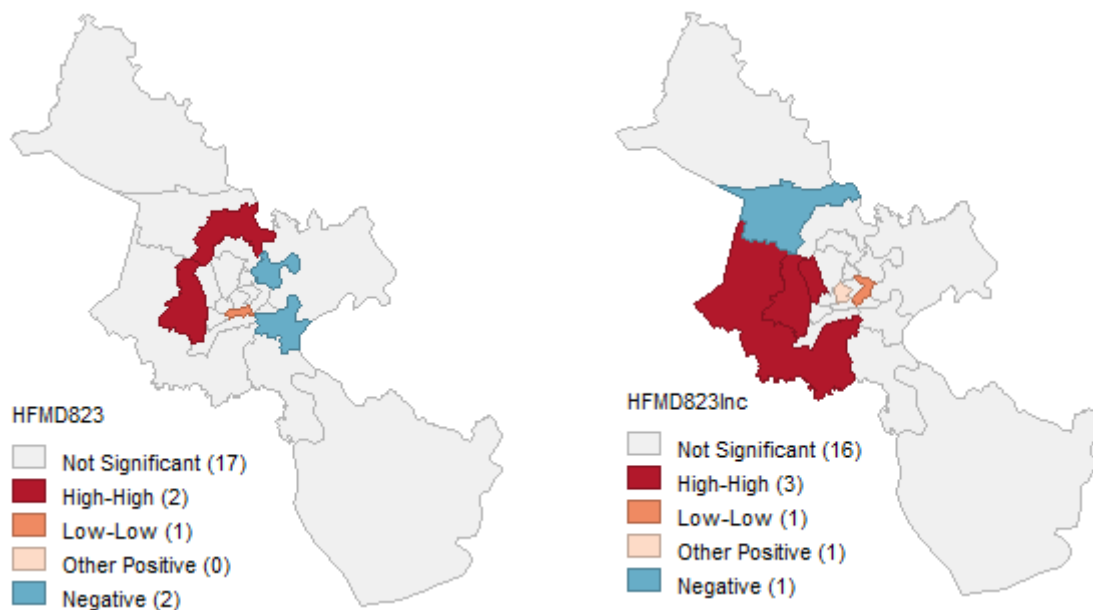 HFMD823
Not Significant (17)
High-High (2)
Low-Low (1)
Other Positive (0)
Negative (2)
HFMD823Inc
Not Significant (16)
High-High (3)
Low-Low (1)
Other Positive (1)
Negative (1)